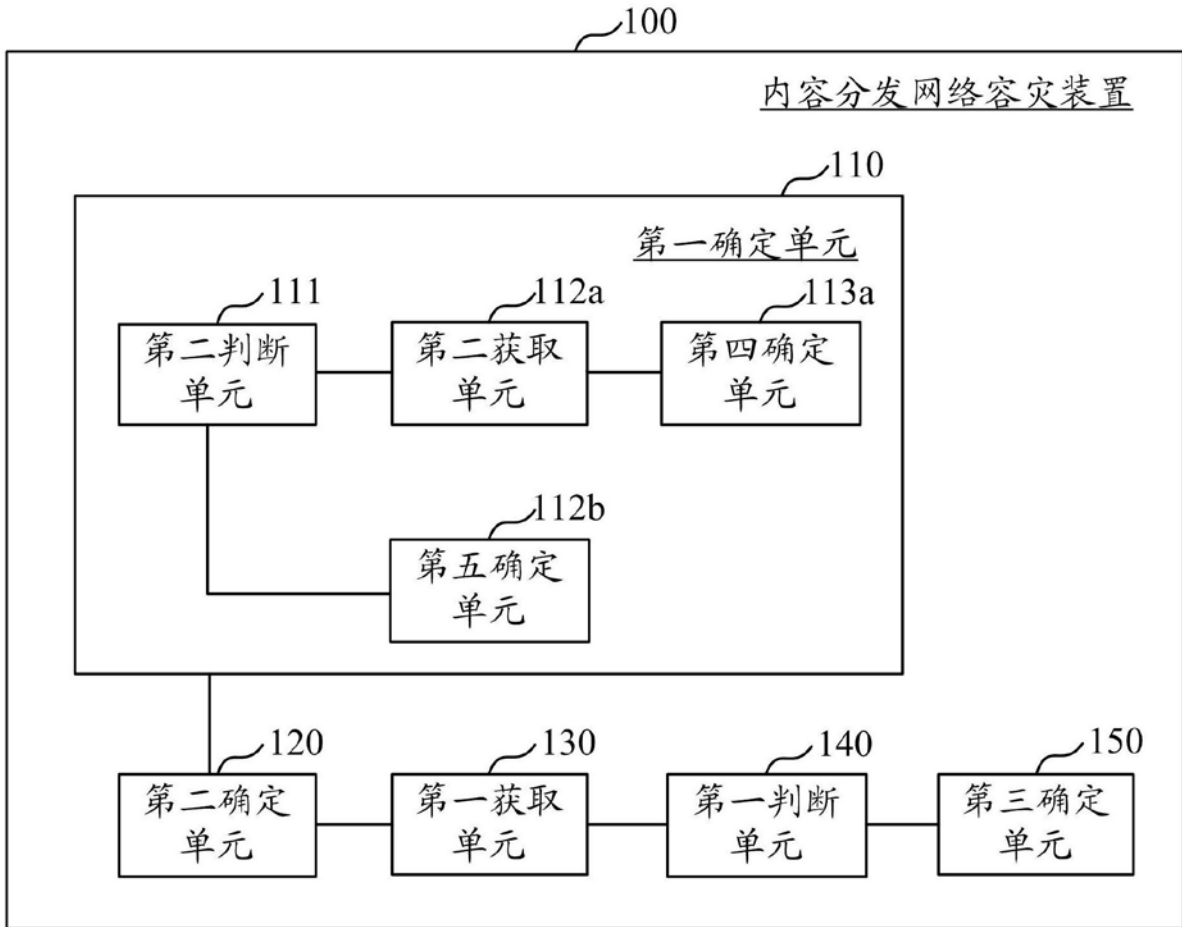 100
内容分发网络容灾装置
110
第一确定单元
111
112a
113a
第二判断
单元
第二获取
单元
第四确定
单元
112b
第五确定
单元
120
130
140
150
第二确定
单元
第一获取
单元
第一判断
单元
第三确定
单元